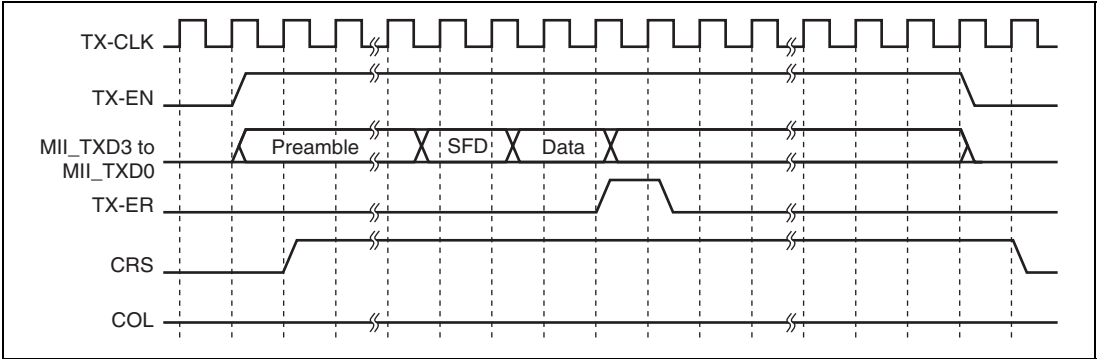 TX-CLK
TX-EN
MII_TXD3 to
MII_TXD0
Preamble
SFD
Data
TX-ER
CRS
COL